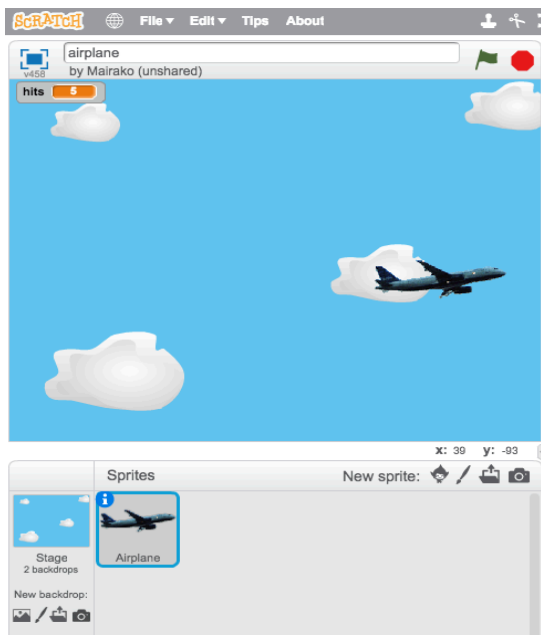 SCRATCH File Edit Tips About
airplane
v458
by Mairako (unshared)
hits 5
x: 39 y: -93
Sprites New sprite:
Airplane
Stage
2 backdrops
New backdrop: